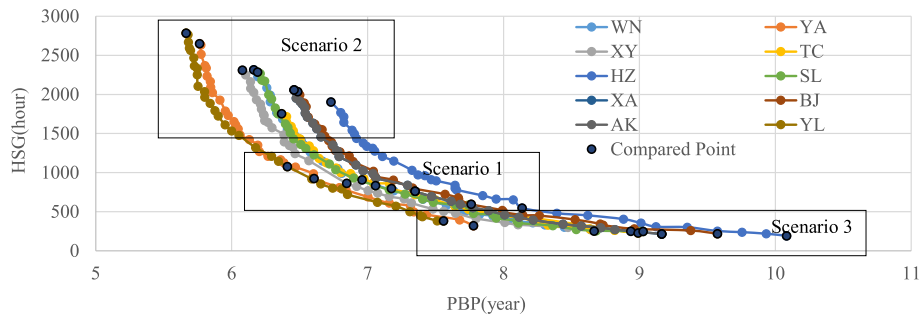 3000
2500
2000
1500
1000
500
0
HSG(hour)
5 6 7 8 9 10 11
PBP(year)
Scenario 2
Scenario 1
Scenario 3
WN YA
XY TC
HZ SL
XA BJ
AK YL
Compared Point